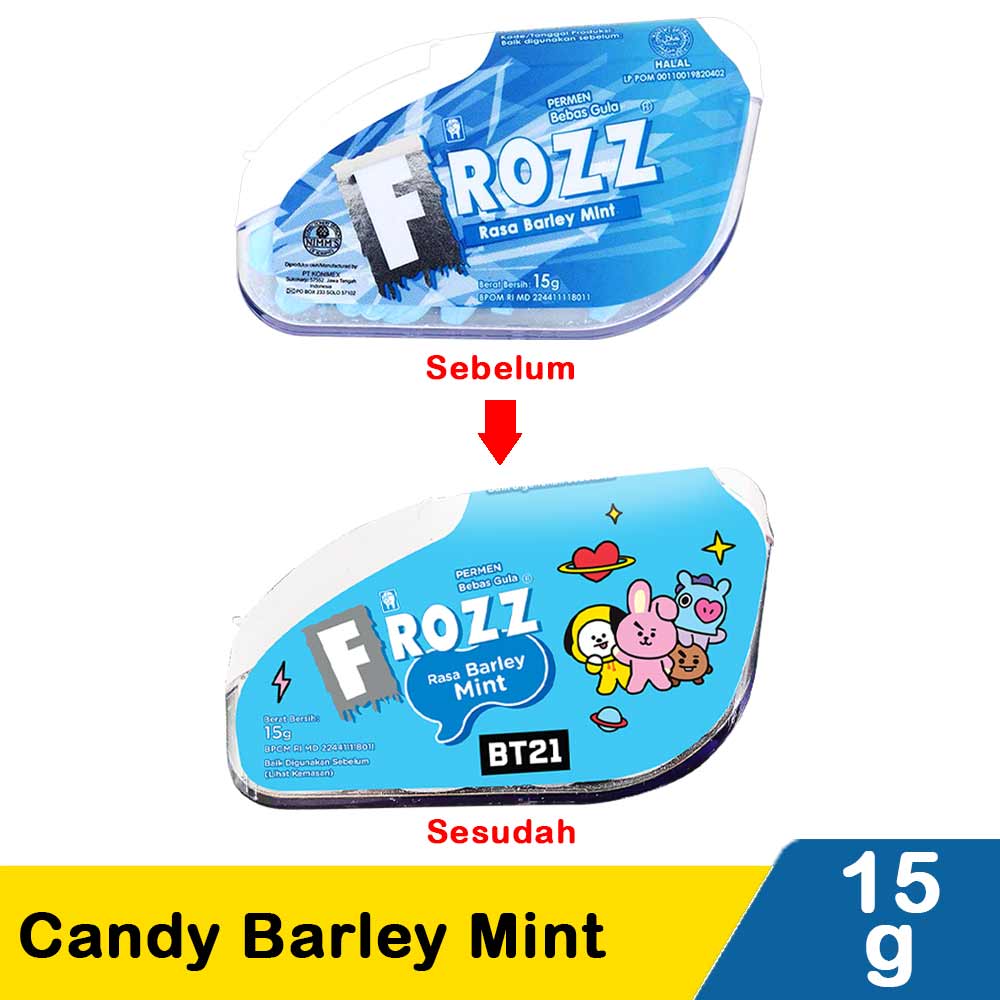 Kode/Tanggal Produksi :
Baik digunakan sebelum:
HALAL
LP POM 00110019820402
PERMEN
Bebas Gula ®
FROZZ
Rasa Barley Mint
NIMM'S
Diproduksi oleh/Manufactured by
PT KONIMEX
Sukoharjo 57552, Jawa Tengah
Indonesia
PO BOX 233 SOLO 57102
Berat Bersih: 15g
BPOM RI MD 224411118011
Sebelum
PERMEN
Bebas Gula ®
FROZZ
Rasa Barley
Mint
Berat Bersih:
15g
BPOM RI MD 224411118011
Baik Digunakan Sebelum
(Lihat Kemasan)
BT21
Sesudah
Candy Barley Mint
15
g